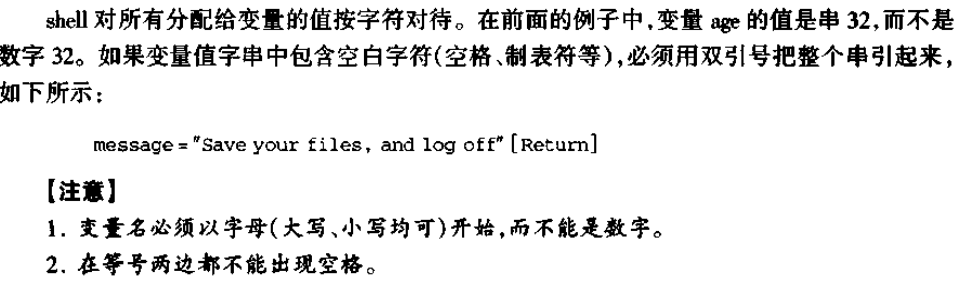 shell 对所有分配给变量的值按字符对待。在前面的例子中,变量 age 的值是串 32,而不是
数字 32。如果变量值字串中包含空白字符(空格、制表符等),必须用双引号把整个串引起来,
如下所示:
message="Save your files, and log off" [Return]
【注意】
1. 变量名必须以字母(大写、小写均可)开始,而不能是数字。
2. 在等号两边都不能出现空格。